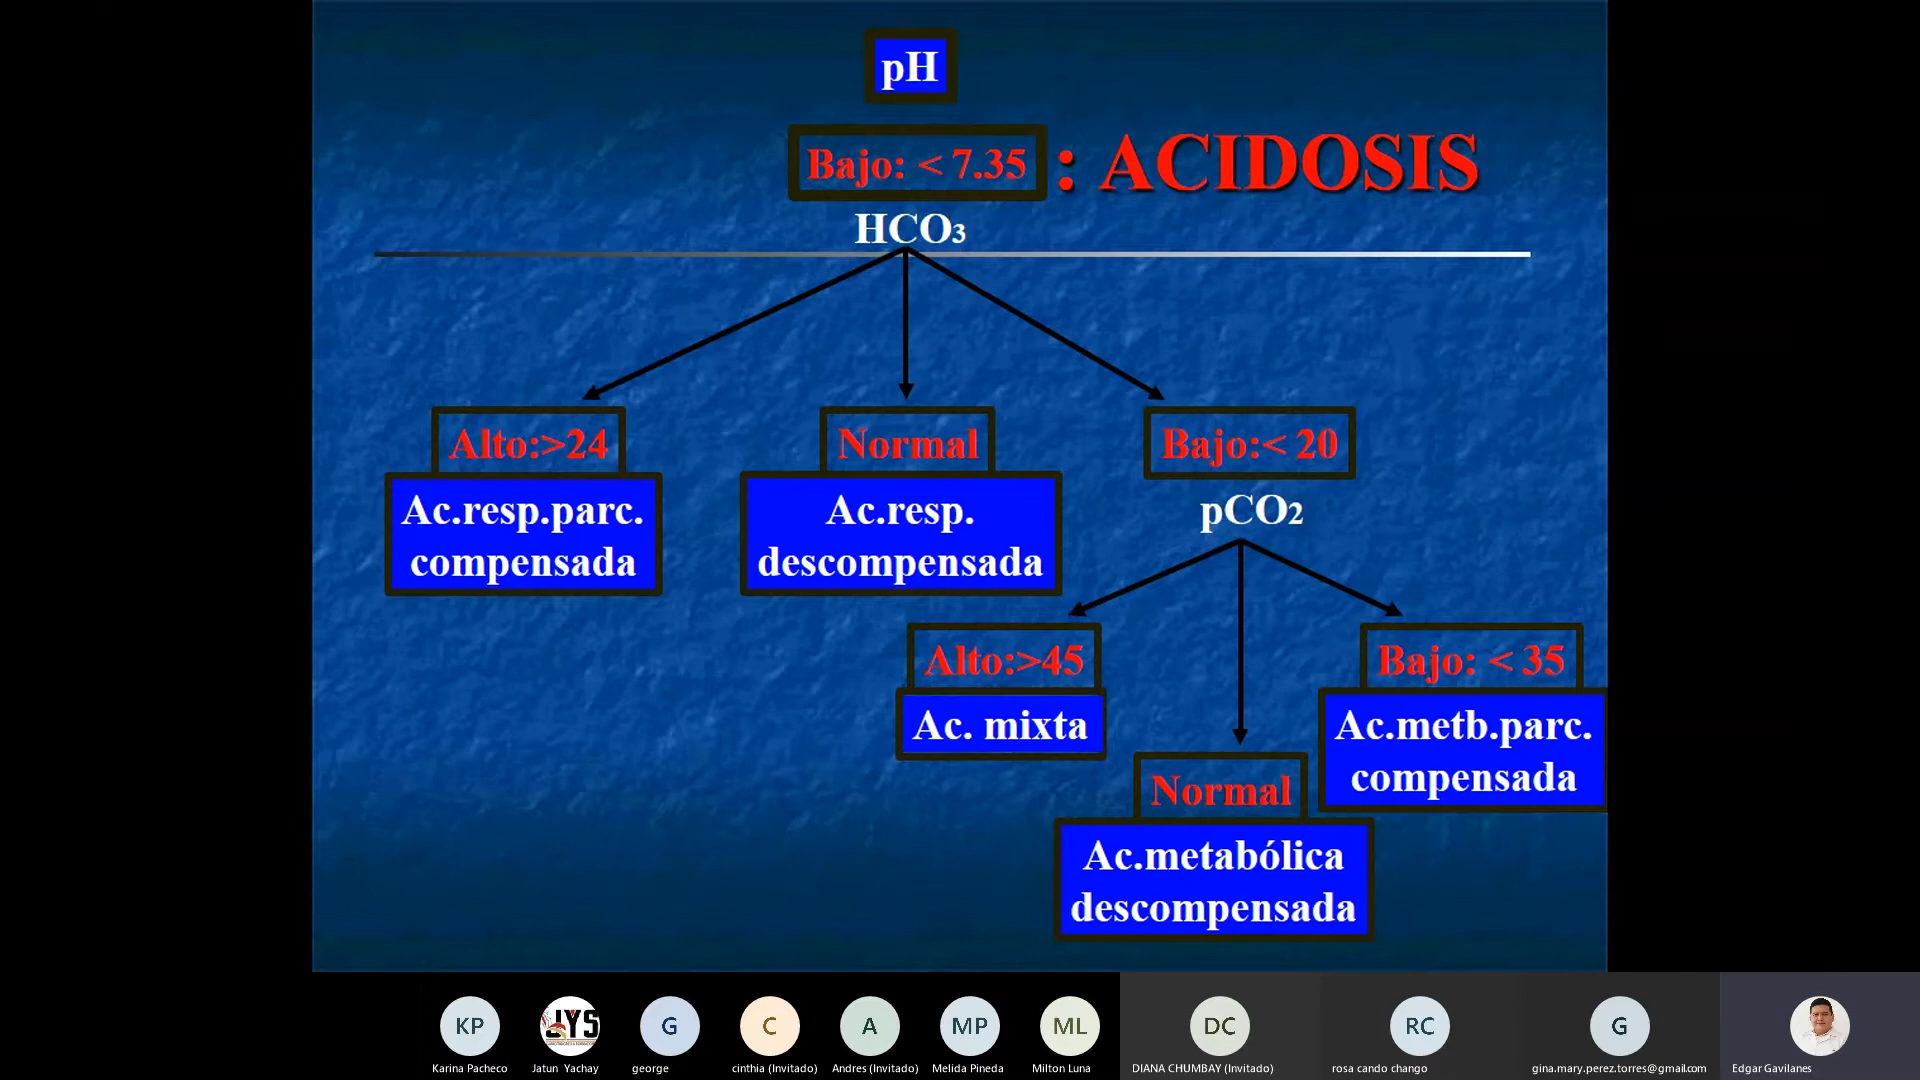 pH
Bajo: < 7.35 : ACIDOSIS
HCO3
Alto:>24
Ac.resp.parc.
compensada
Normal
Ac.resp.
descompensada
Bajo:< 20
pCO2
Alto:>45
Ac. mixta
Normal
Ac.metabólica
descompensada
Bajo: < 35
Ac.metb.parc.
compensada
KP
JYS
G
C
A
MP
ML
DC
RC
G
Karina Pacheco
Jatun Yachay
george
cinthia (Invitado)
Andres (Invitado)
Melida Pineda
Milton Luna
DIANA CHUMBAY (Invitado)
rosa cando chango
gina.mary.perez.torres@gmail.com
Edgar Gavilanes